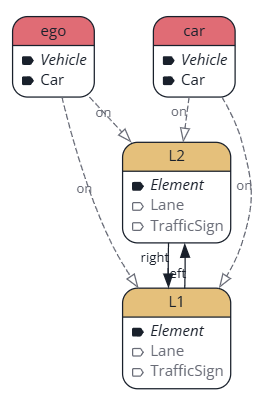 ego
Vehicle
Car
car
Vehicle
Car
on
on
L2
Element
Lane
TrafficSign
on
on
right
left
L1
Element
Lane
TrafficSign